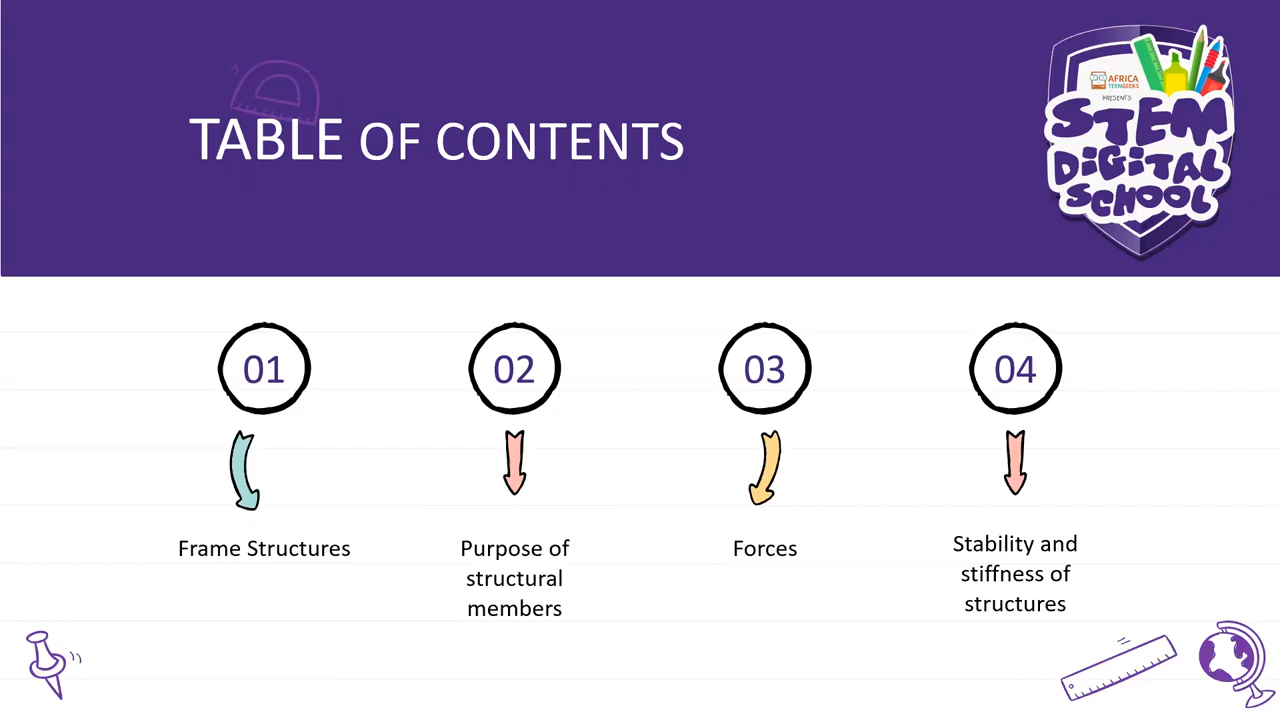 AFRICA
TEENGEEKS
PRESENTS
STEM
DIGITAL
SCHOOL
TABLE OF CONTENTS
01
02
03
04
Frame Structures
Purpose of
structural
members
Forces
Stability and
stiffness of
structures